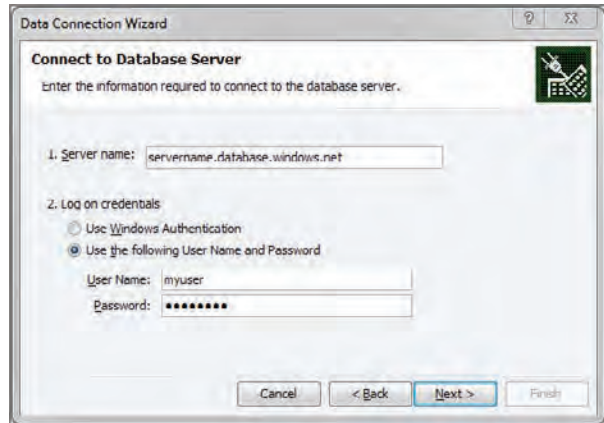 Data Connection Wizard
Connect to Database Server
Enter the information required to connect to the database server.
1. Server name: servername.database.windows.net
2. Log on credentials
Use Windows Authentication
Use the following User Name and Password
User Name: myuser
Password: ••••••••
Cancel < Back Next > Finish